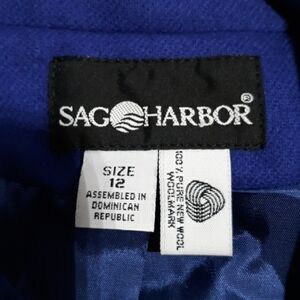 SAG HARBOR®
SIZE
12
ASSEMBLED IN
DOMINICAN
REPUBLIC
100% PURE NEW WOOL
WOOLMARK